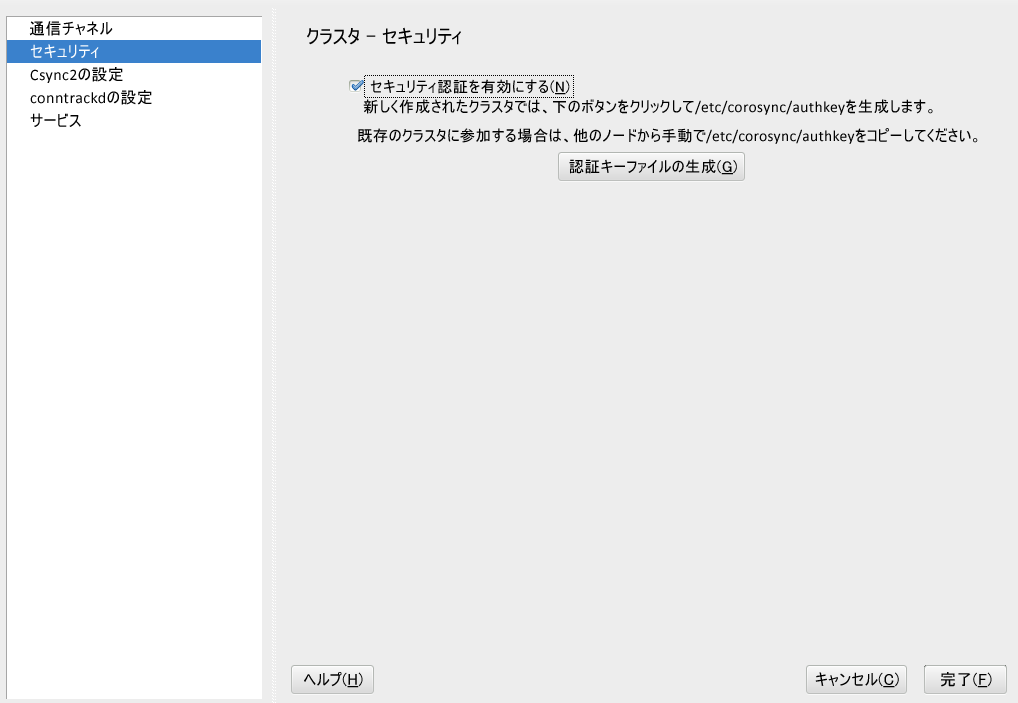 通信チャネル
セキュリティ
Csync2の設定
conntrackdの設定
サービス
クラスタ – セキュリティ
セキュリティ認証を有効にする(N)
新しく作成されたクラスタでは、下のボタンをクリックして/etc/corosync/authkeyを生成します。
既存のクラスタに参加する場合は、他のノードから手動で/etc/corosync/authkeyをコピーしてください。
認証キーファイルの生成(G)
ヘルプ(H)
キャンセル(C)
完了(F)